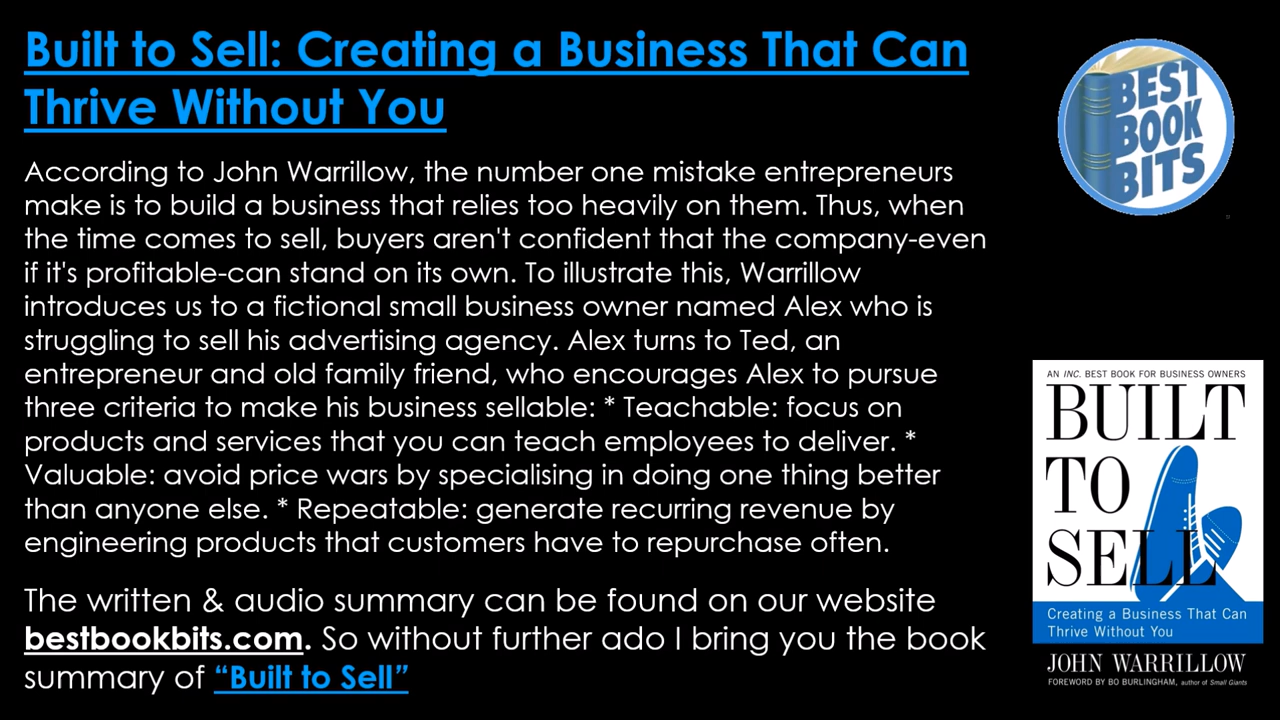 Built to Sell: Creating a Business That Can
Thrive Without You
According to John Warrillow, the number one mistake entrepreneurs
make is to build a business that relies too heavily on them. Thus, when
the time comes to sell, buyers aren't confident that the company-even
if it's profitable-can stand on its own. To illustrate this, Warrillow
introduces us to a fictional small business owner named Alex who is
struggling to sell his advertising agency. Alex turns to Ted, an
entrepreneur and old family friend, who encourages Alex to pursue
three criteria to make his business sellable: * Teachable: focus on
products and services that you can teach employees to deliver. *
Valuable: avoid price wars by specialising in doing one thing better
than anyone else. * Repeatable: generate recurring revenue by
engineering products that customers have to repurchase often.
The written & audio summary can be found on our website
bestbookbits.com. So without further ado I bring you the book
summary of “Built to Sell”
BEST
BOOK
BITS
AN INC. BEST BOOK FOR BUSINESS OWNERS
BUILT
TO
SELL
Creating a Business That Can
Thrive Without You
JOHN WARRILLOW
FOREWORD BY BO BURLINGHAM, author of Small Giants